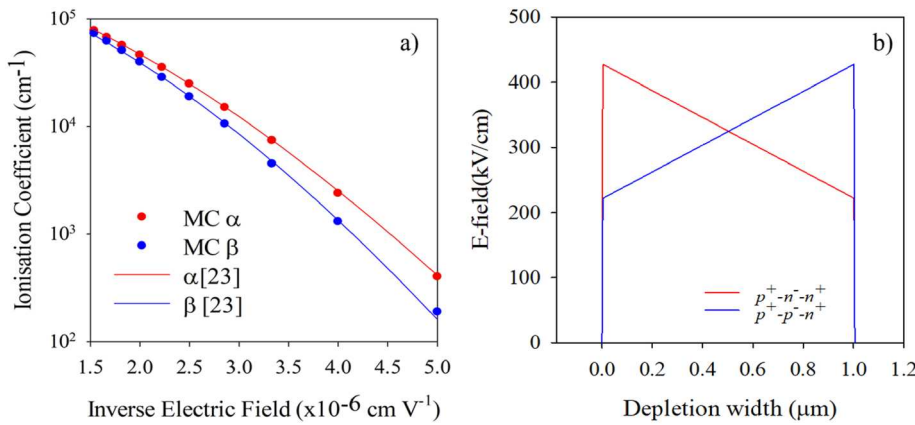 a)
Ionisation Coefficient (cm-1)
10^5
10^4
10^3
10^2
MC α
MC β
α[23]
β [23]
1.5 2.0 2.5 3.0 3.5 4.0 4.5 5.0
Inverse Electric Field (x10-6 cm V-1)
b)
E-field(kV/cm)
500
400
300
200
100
0
p+-n--n+
p+-p--n+
0.0 0.2 0.4 0.6 0.8 1.0 1.2
Depletion width (μm)